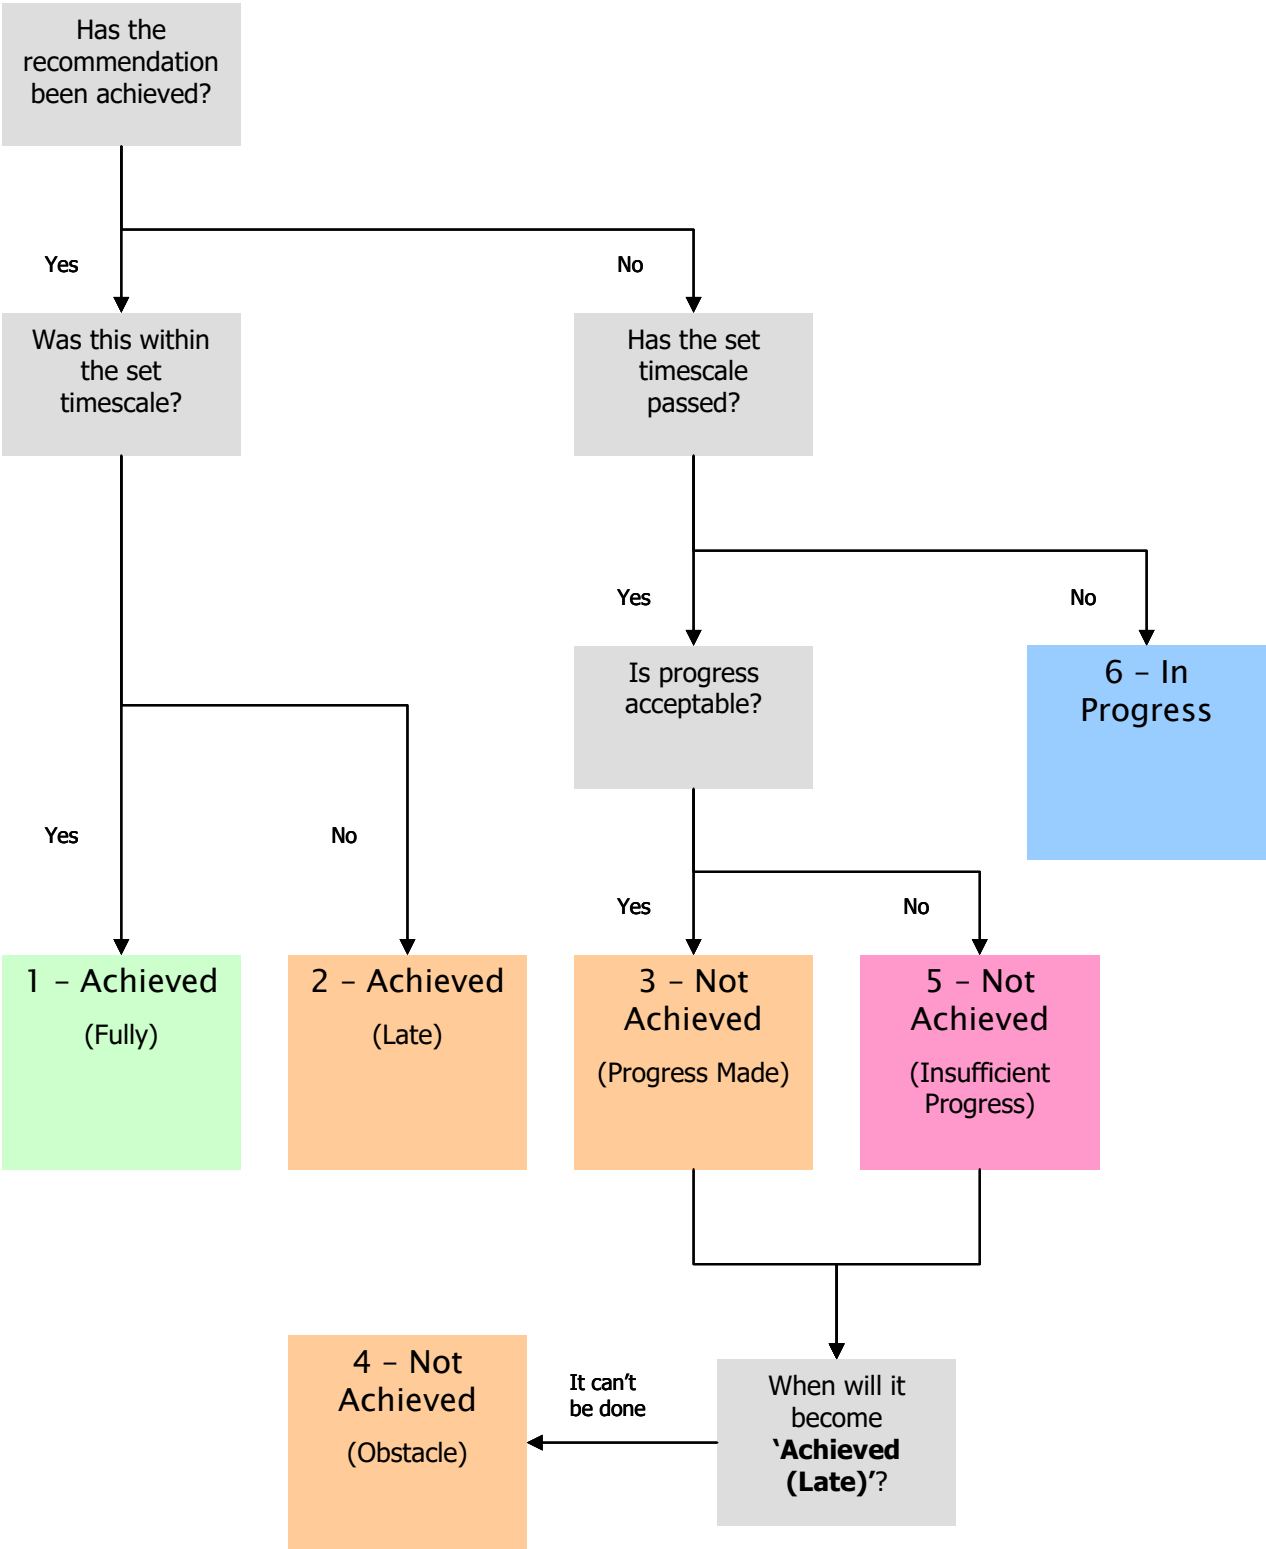 Has the
recommendation
been achieved?
Yes
No
Was this within
the set
timescale?
Has the set
timescale
passed?
Yes
No
Is progress
acceptable?
6 – In
Progress
Yes
No
Yes
No
1 – Achieved
(Fully)
2 – Achieved
(Late)
3 – Not
Achieved
(Progress Made)
5 – Not
Achieved
(Insufficient
Progress)
4 – Not
Achieved
(Obstacle)
It can't
be done
When will it
become
‘Achieved
(Late)’?